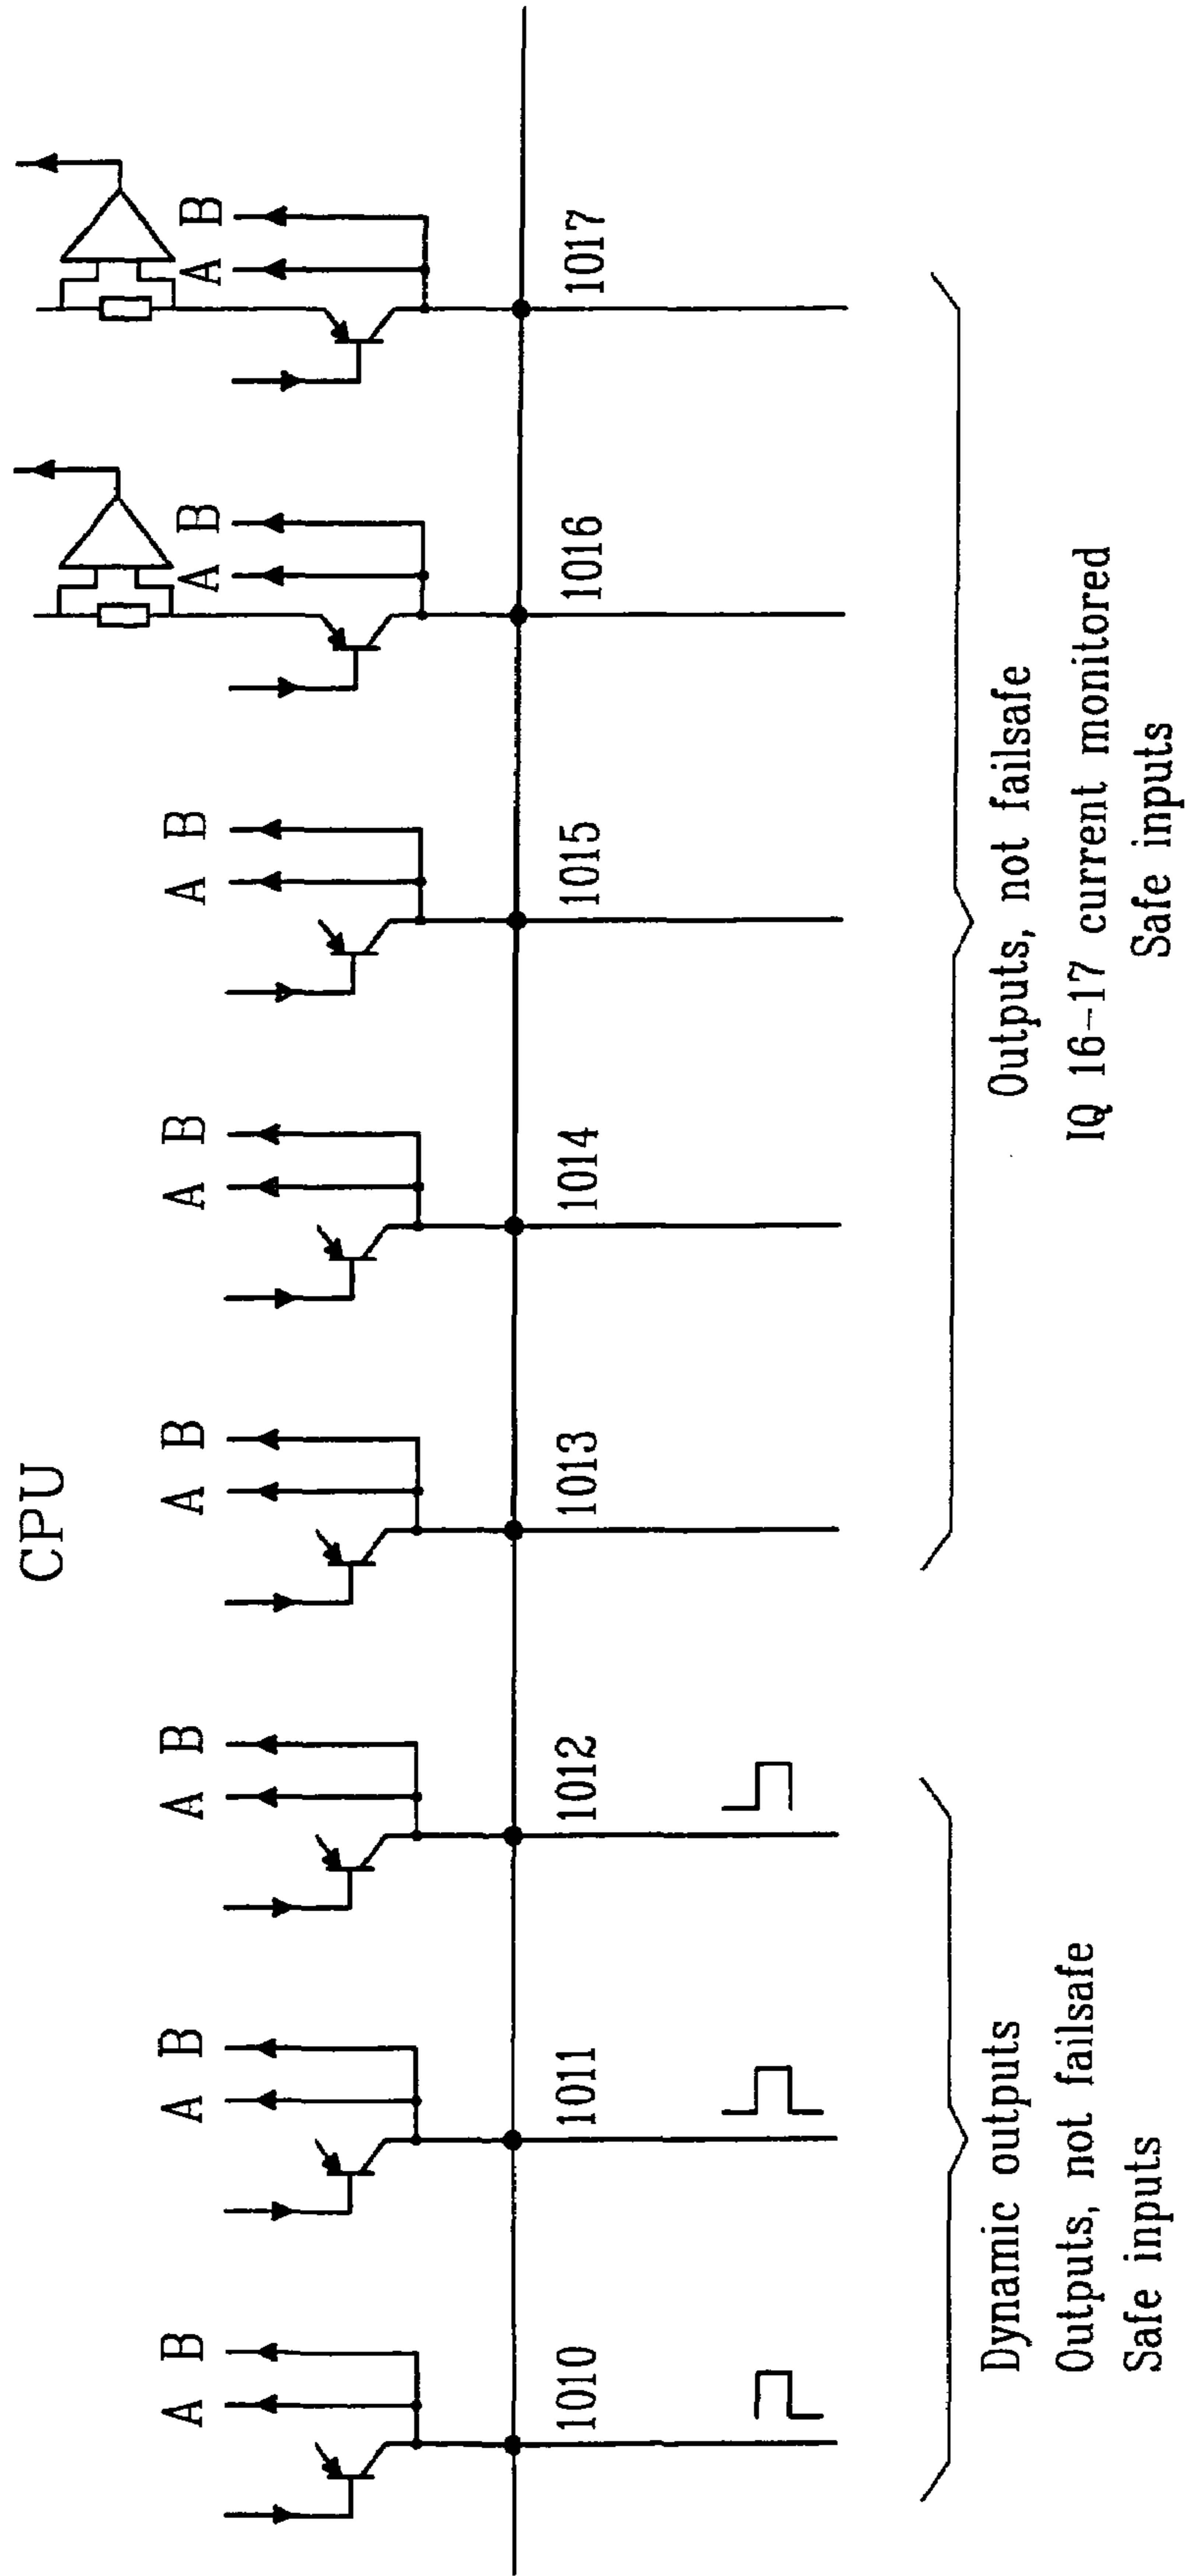 CPU
A B A B A B A B A B A B A B A B
1010 1011 1012 1013 1014 1015 1016 1017
Dynamic outputs
Outputs, not failsafe
Safe inputs
Outputs, not failsafe
IQ 16-17 current monitored
Safe inputs